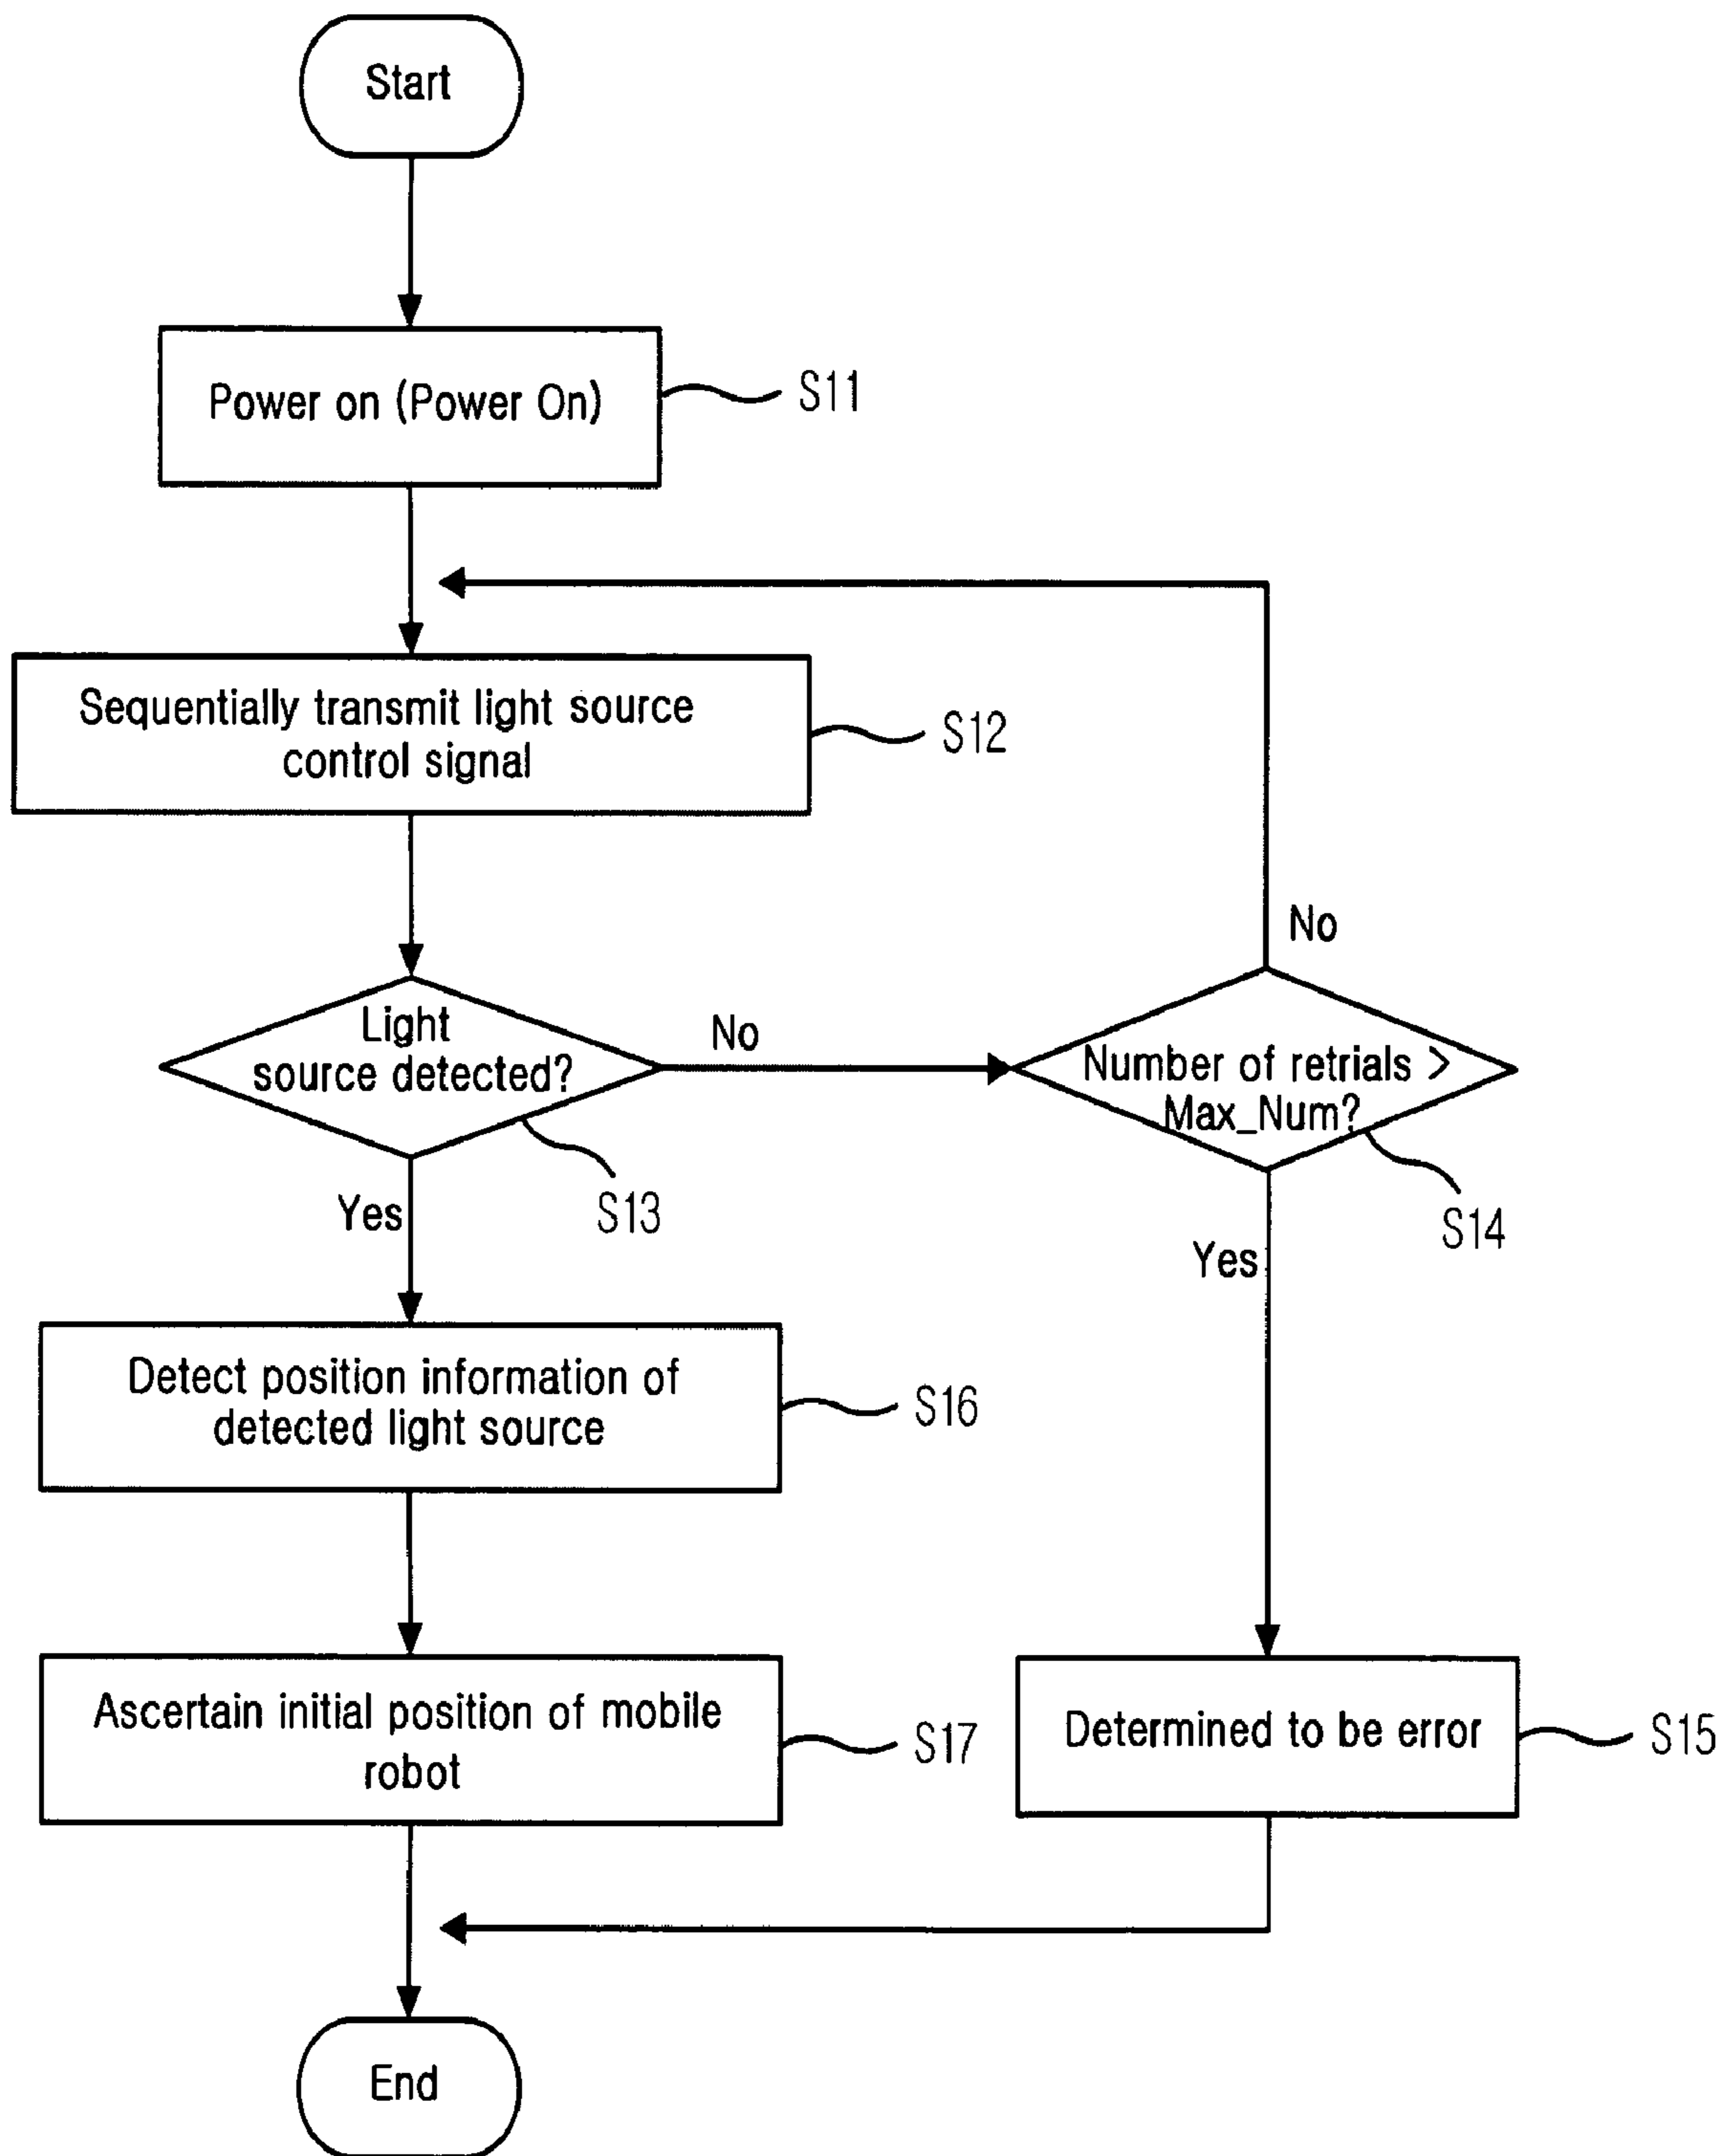 Start
Power on (Power On)
S11
Sequentially transmit light source
control signal
S12
No
Light
source detected?
No
Number of retrials >
Max_Num?
Yes
S13
S14
Yes
Detect position information of
detected light source
S16
Ascertain initial position of mobile
robot
S17
Determined to be error
S15
End